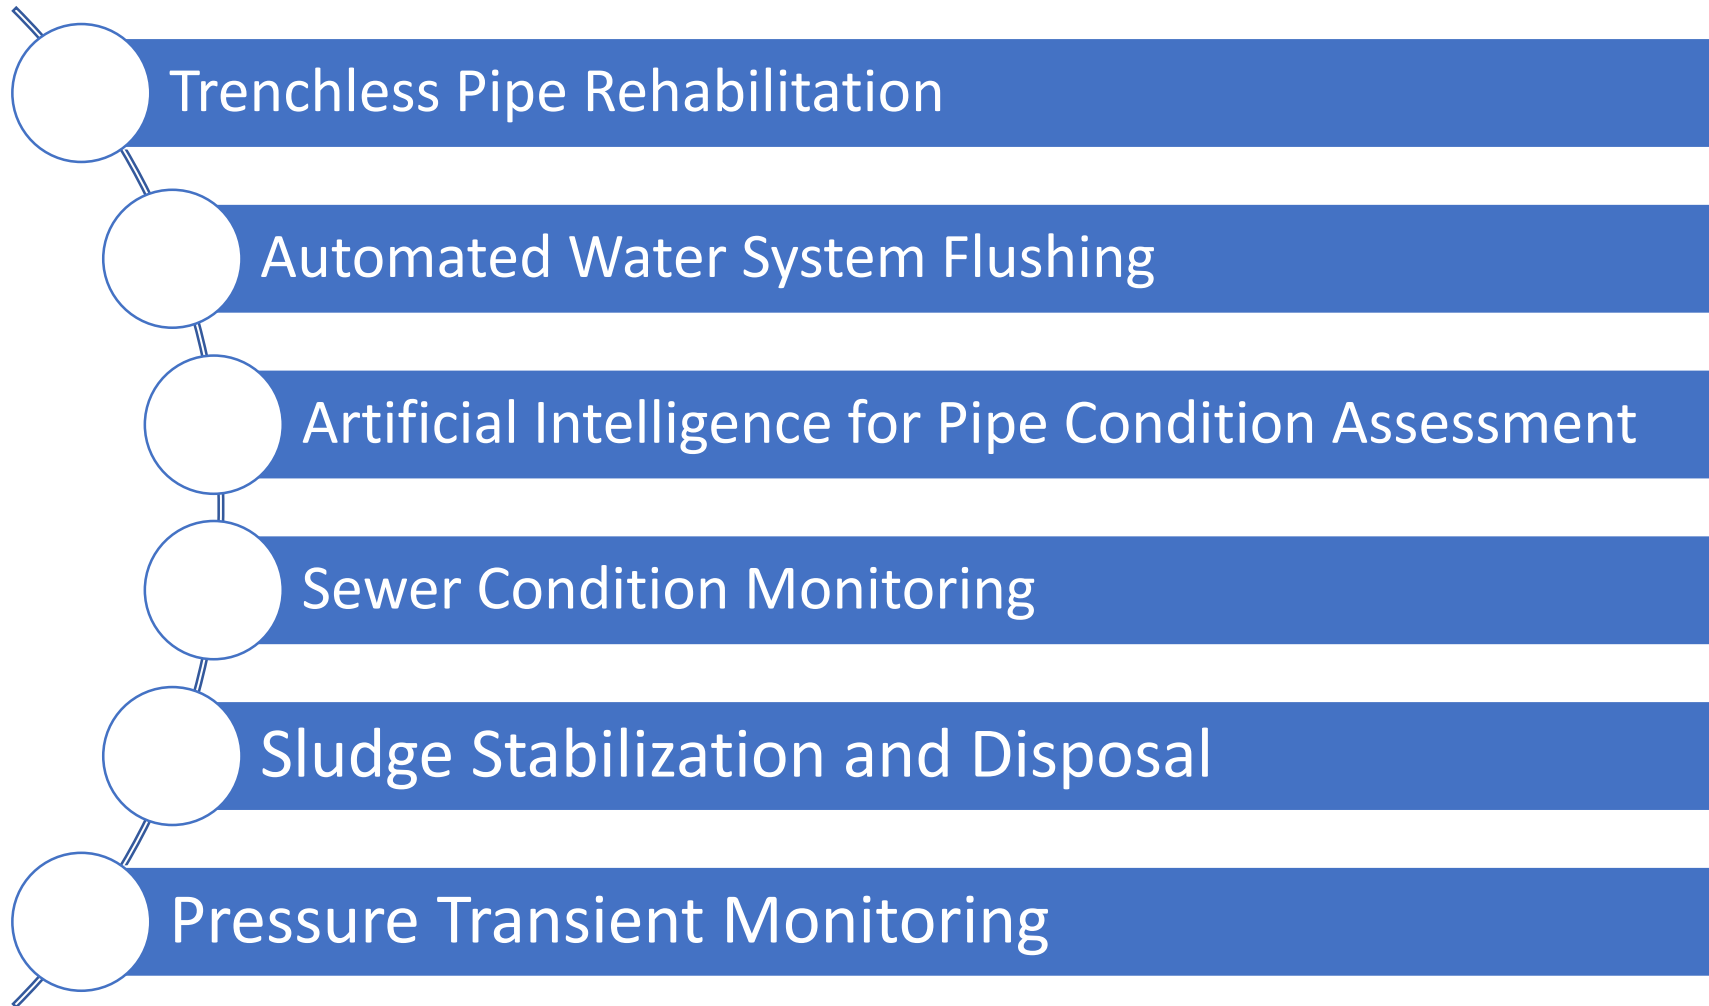 Trenchless Pipe Rehabilitation
Automated Water System Flushing
Artificial Intelligence for Pipe Condition Assessment
Sewer Condition Monitoring
Sludge Stabilization and Disposal
Pressure Transient Monitoring